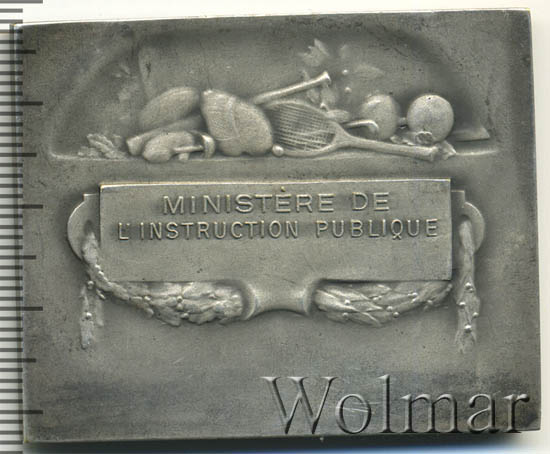 MINISTÈRE DE
L'INSTRUCTION PUBLIQUE
Wolmar